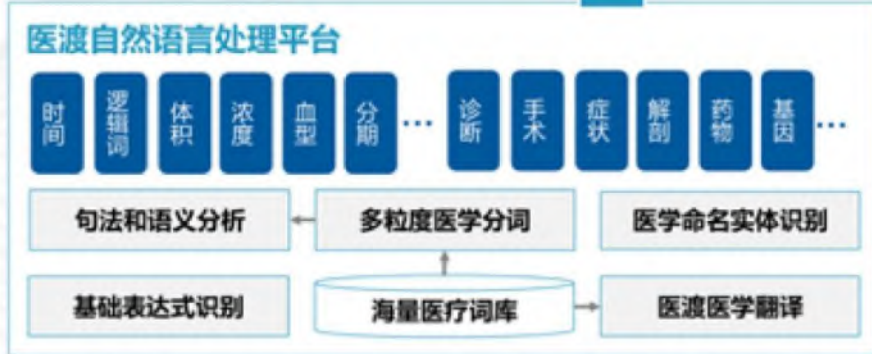 医渡自然语言处理平台
时间 逻辑词 体积 浓度 血型 分期 ... 诊断 手术 症状 解剖 药物 基因 ...
句法和语义分析 多粒度医学分词 医学命名实体识别
基础表达式识别 海量医疗词库 医渡医学翻译